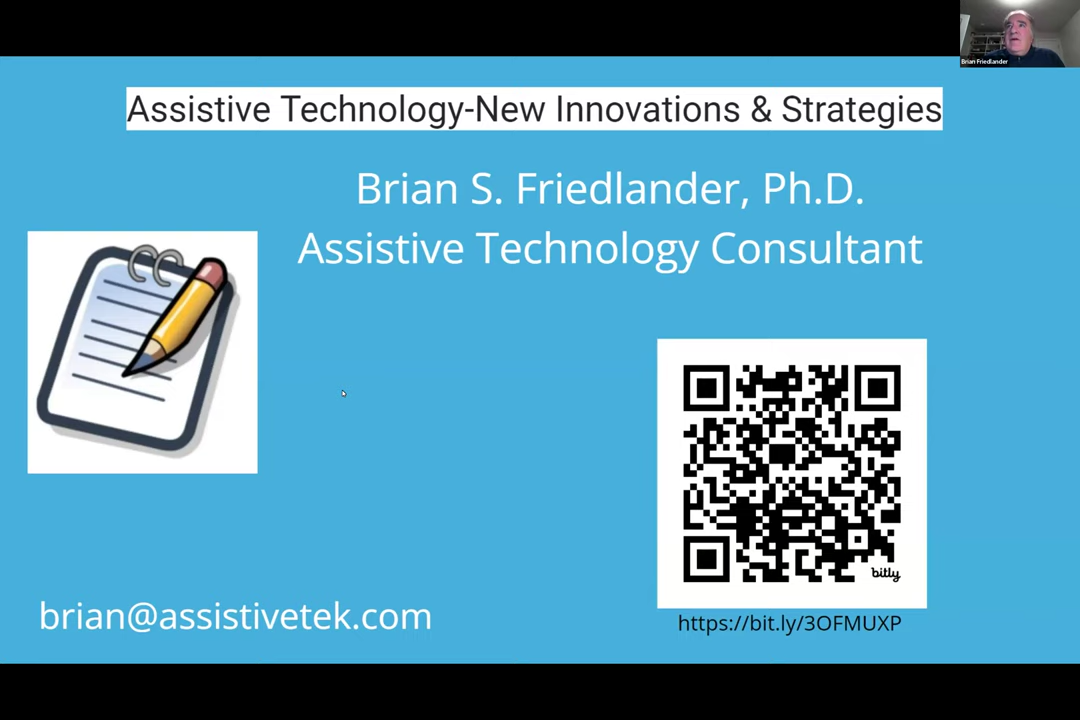 Brian Friedlander
Assistive Technology-New Innovations & Strategies
Brian S. Friedlander, Ph.D.
Assistive Technology Consultant
bitly
brian@assistivetek.com
https://bit.ly/3OFMUXP